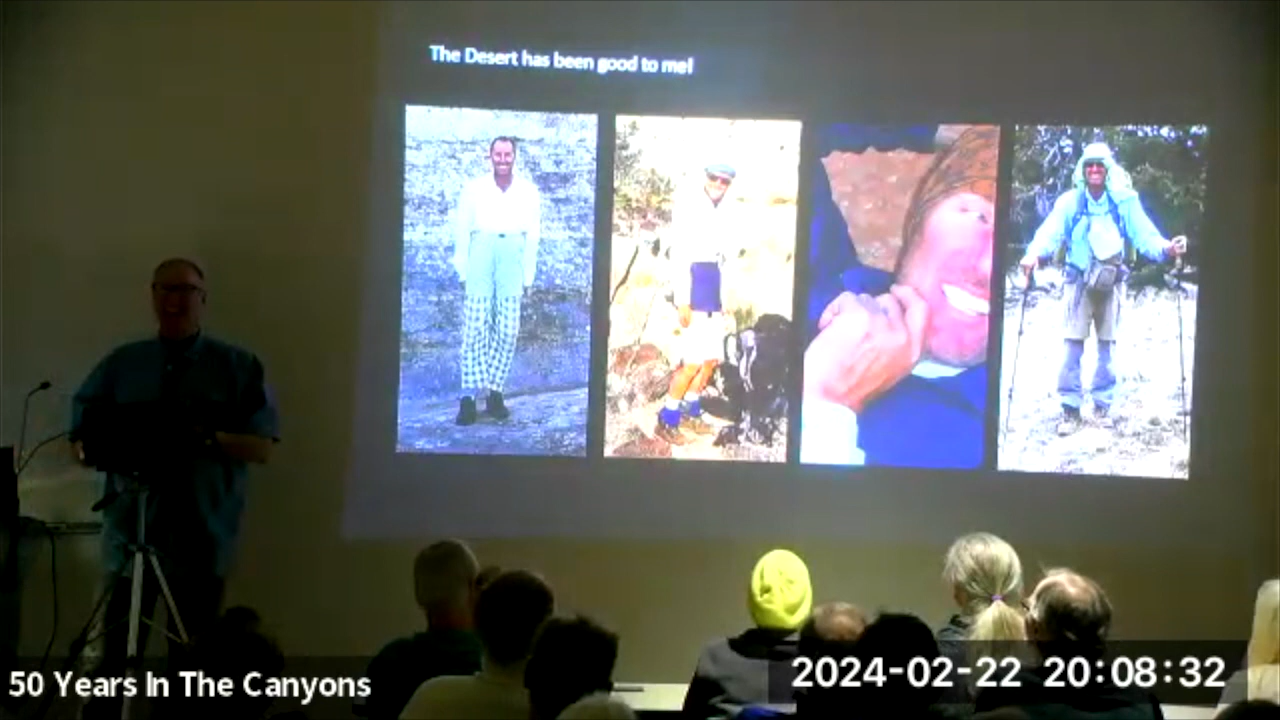 The Desert has been good to me!
50 Years In The Canyons
2024-02-22 20:08:32